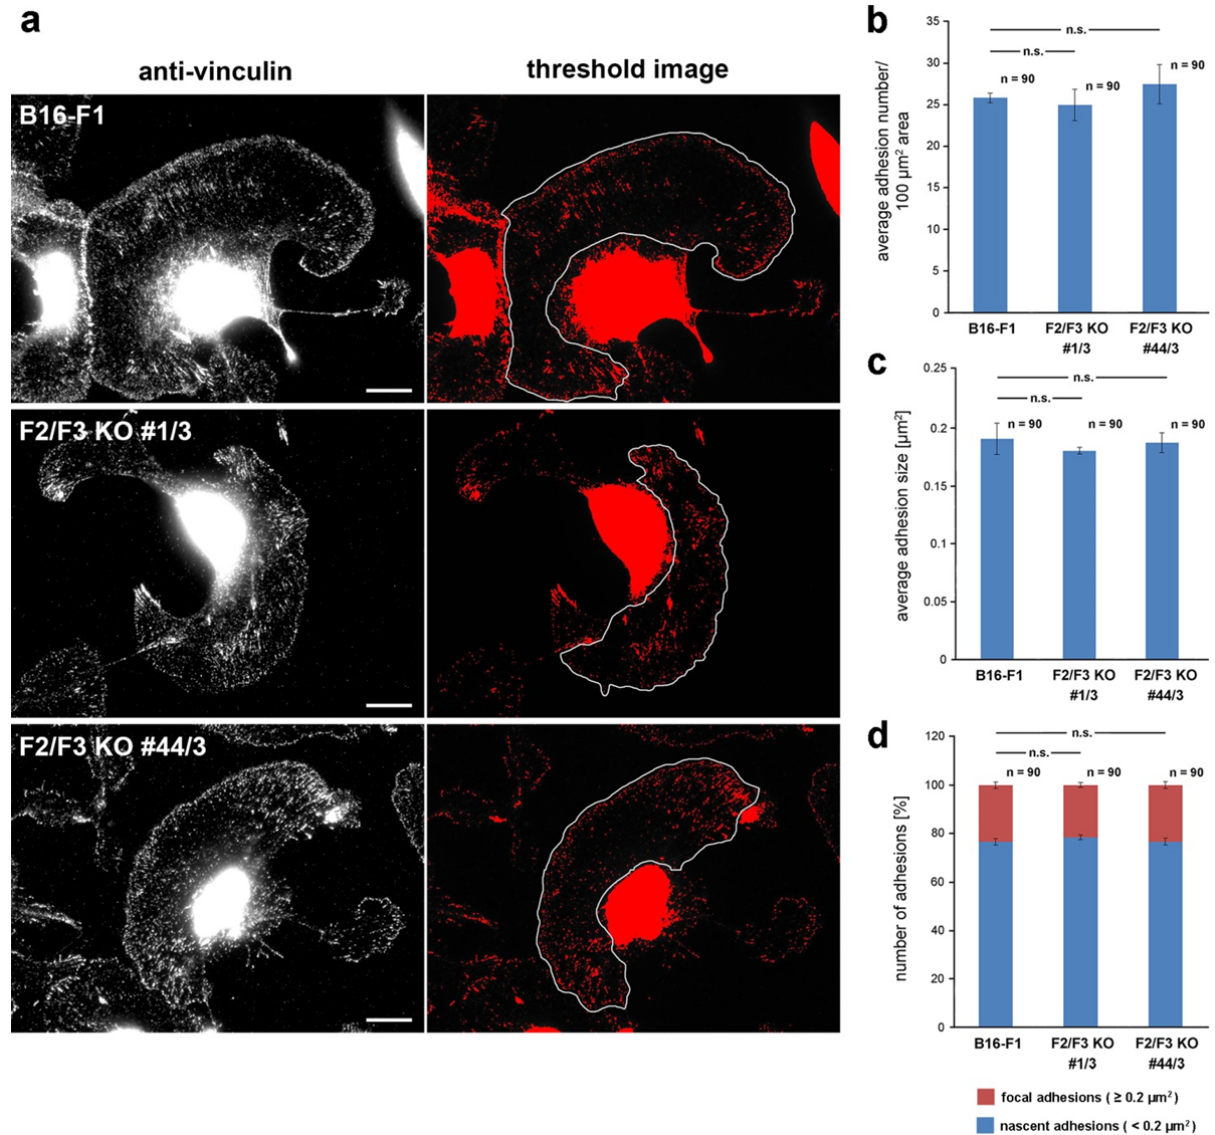 a
anti-vinculin
threshold image
B16-F1
F2/F3 KO #1/3
F2/F3 KO #44/3
b
average adhesion number/
100 µm² area
35
30
25
20
15
10
5
0
n.s.
n.s.
n = 90
n = 90
n = 90
B16-F1
F2/F3 KO
#1/3
F2/F3 KO
#44/3
c
average adhesion size [µm²]
0.25
0.2
0.15
0.1
0.05
0
n.s.
n.s.
n = 90
n = 90
n = 90
B16-F1
F2/F3 KO
#1/3
F2/F3 KO
#44/3
d
number of adhesions [%]
120
100
80
60
40
20
0
n.s.
n.s.
n = 90
n = 90
n = 90
B16-F1
F2/F3 KO
#1/3
F2/F3 KO
#44/3
focal adhesions ( ≥ 0.2 µm²)
nascent adhesions ( < 0.2 µm²)